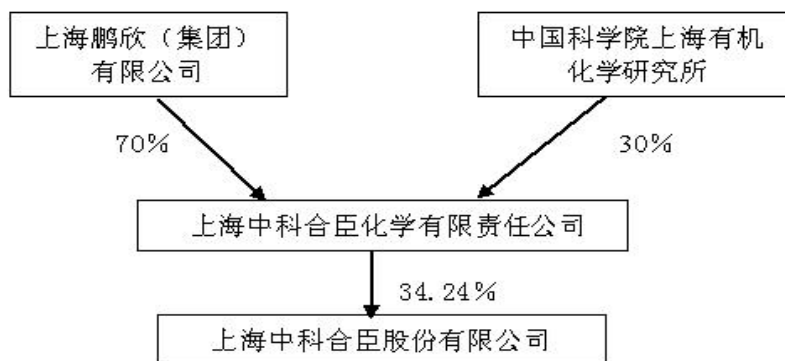 上海鹏欣（集团）
有限公司
中国科学院上海有机
化学研究所
70%
30%
上海中科合臣化学有限责任公司
34.24%
上海中科合臣股份有限公司